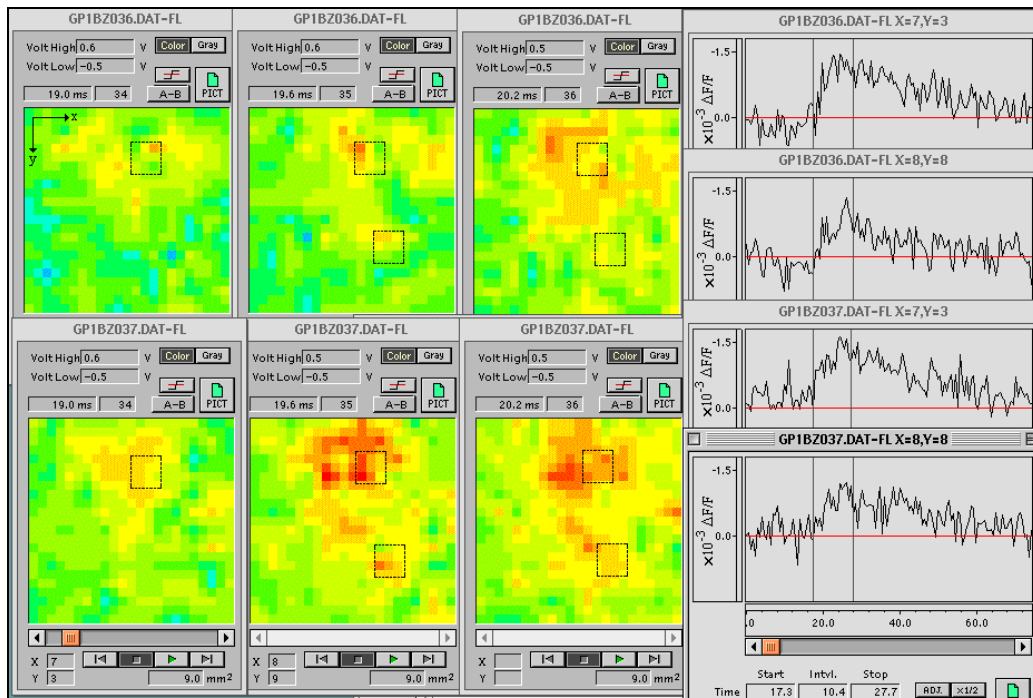 GP1BZ036.DAT-FL
Volt High 0.6 V Color Gray
Volt Low -0.5 V
19.0 ms 34 A-B PICT
x
y
GP1BZ036.DAT-FL
Volt High 0.6 V Color Gray
Volt Low -0.5 V
19.6 ms 35 A-B PICT
GP1BZ036.DAT-FL
Volt High 0.5 V Color Gray
Volt Low -0.5 V
20.2 ms 36 A-B PICT
GP1BZ036.DAT-FL X=7,Y=3
-1.5
0.0
×10⁻³ ΔF/F
GP1BZ036.DAT-FL X=8,Y=8
-1.5
0.0
×10⁻³ ΔF/F
GP1BZ037.DAT-FL
Volt High 0.6 V Color Gray
Volt Low -0.5 V
19.0 ms 34 A-B PICT
X 7
Y 3 9.0 mm²
GP1BZ037.DAT-FL
Volt High 0.5 V Color Gray
Volt Low -0.5 V
19.6 ms 35 A-B PICT
X 8
Y 9 9.0 mm²
GP1BZ037.DAT-FL
Volt High 0.5 V Color Gray
Volt Low -0.5 V
20.2 ms 36 A-B PICT
X
Y 9.0 mm²
GP1BZ037.DAT-FL X=7,Y=3
-1.5
0.0
×10⁻³ ΔF/F
GP1BZ037.DAT-FL X=8,Y=8
-1.5
0.0
×10⁻³ ΔF/F
.0 20.0 40.0 60.0
Start Intvl. Stop
Time 17.3 10.4 27.7 ADJ. X1/2